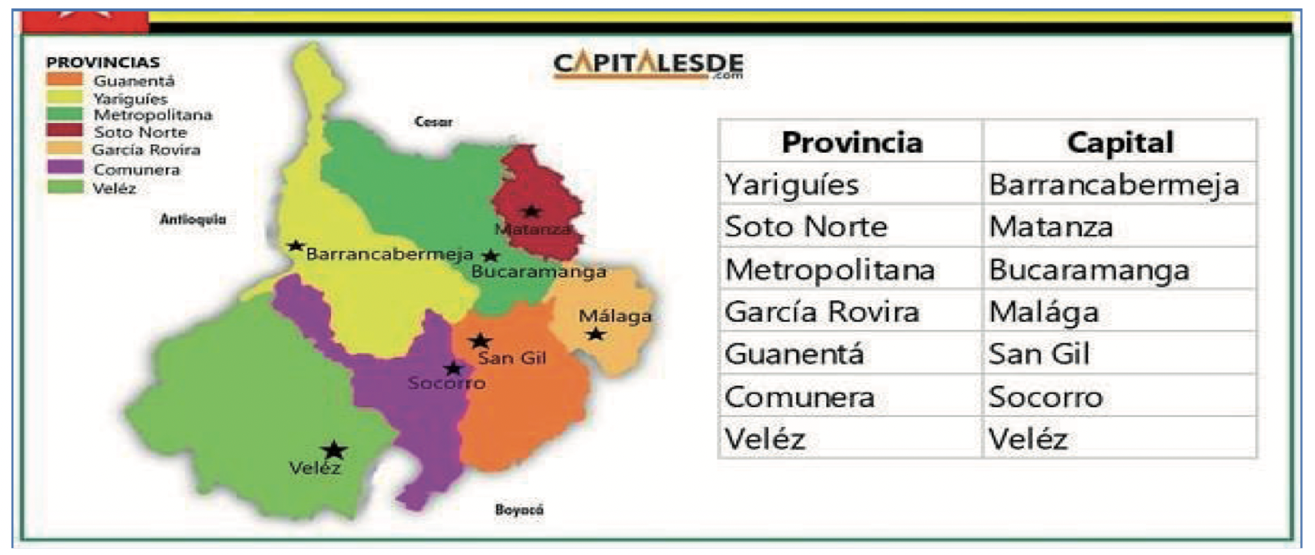 PROVINCIAS
Guanentá
Yariguíes
Metropolitana
Soto Norte
García Rovira
Comunera
Veléz
CAPITALESDE
.com
Cesar
Antioquia
Matanza
Barrancabermeja
Bucaramanga
Málaga
San Gil
Socorro
Veléz
Boyacá
Provincia Capital
Yariguíes Barrancabermeja
Soto Norte Matanza
Metropolitana Bucaramanga
García Rovira Malága
Guanentá San Gil
Comunera Socorro
Veléz Veléz